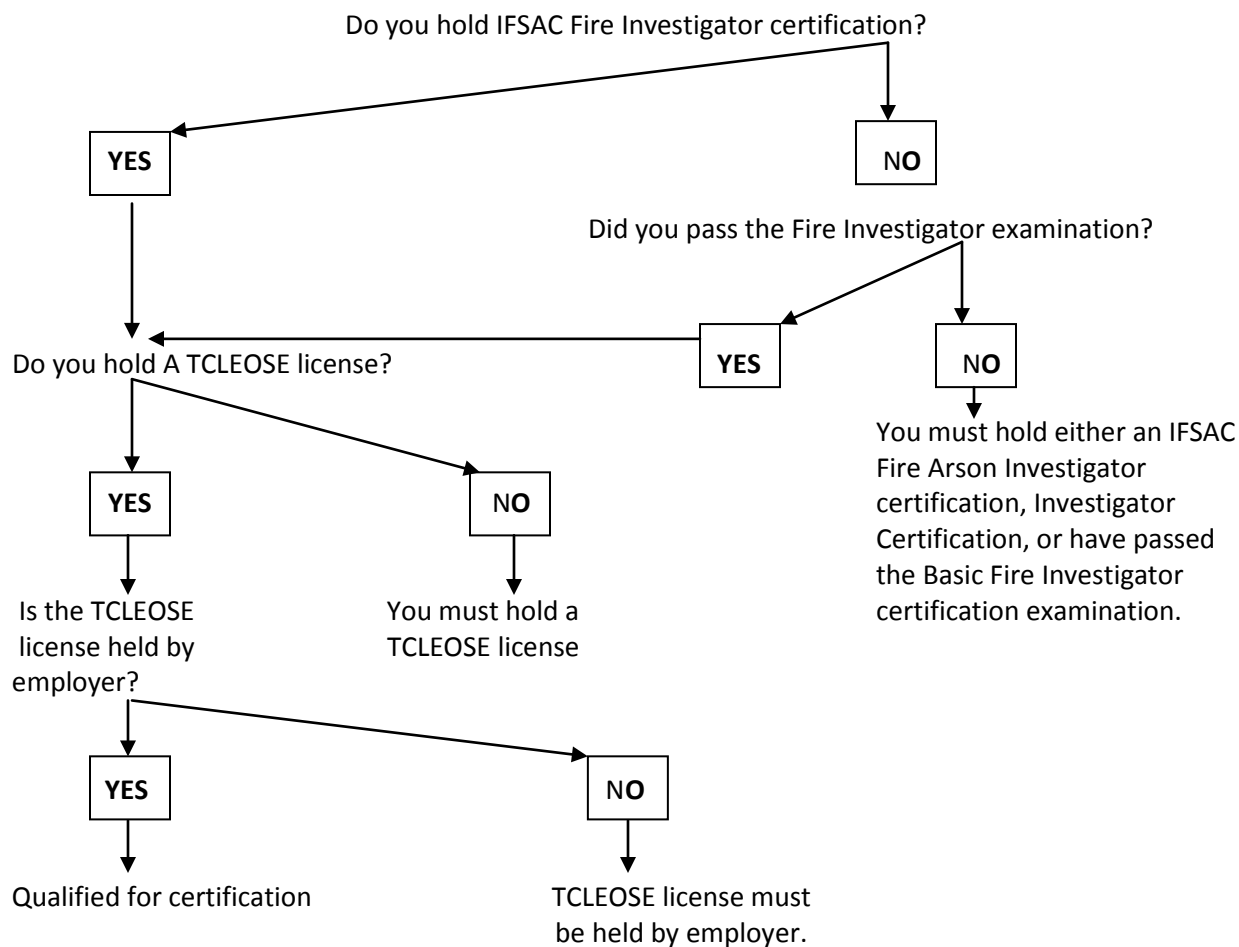 Do you hold IFSAC Fire Investigator certification?
YES
NO
Did you pass the Fire Investigator examination?
Do you hold A TCLEOSE license?
YES
NO
YES
NO
You must hold either an IFSAC
Fire Arson Investigator
certification, Investigator
Certification, or have passed
the Basic Fire Investigator
certification examination.
Is the TCLEOSE
license held by
employer?
You must hold a
TCLEOSE license
YES
NO
Qualified for certification
TCLEOSE license must
be held by employer.